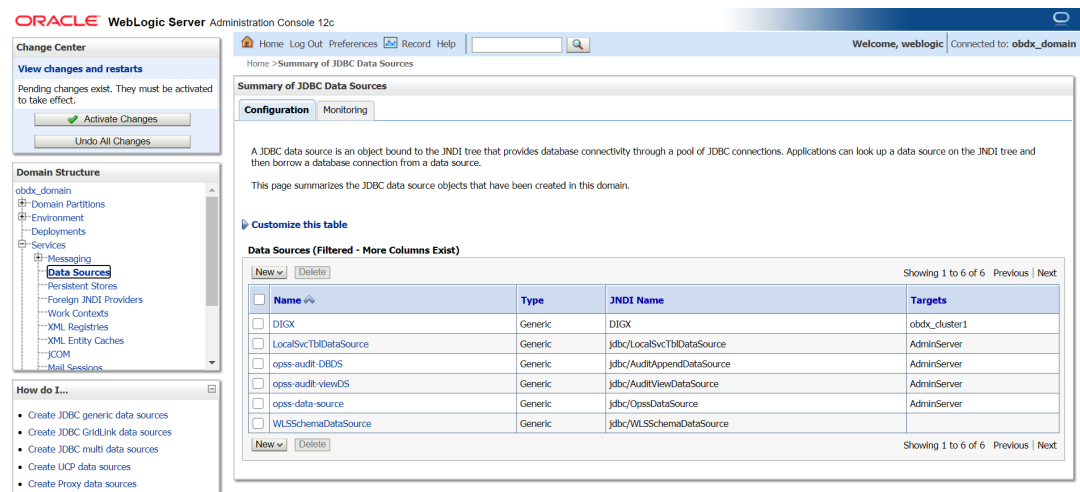 ORACLE WebLogic Server Administration Console 12c
Change Center
View changes and restarts
Pending changes exist. They must be activated
to take effect.
Activate Changes
Undo All Changes
Domain Structure
obdx_domain
Domain Partitions
Environment
Deployments
Services
Messaging
Data Sources
Persistent Stores
Foreign JNDI Providers
Work Contexts
XML Registries
XML Entity Caches
jCOM
Mail Sessions
How do I...
Create JDBC generic data sources
Create JDBC GridLink data sources
Create JDBC multi data sources
Create UCP data sources
Create Proxy data sources
Home Log Out Preferences Record Help
Welcome, weblogic Connected to: obdx_domain
Home >Summary of JDBC Data Sources
Summary of JDBC Data Sources
Configuration Monitoring
A JDBC data source is an object bound to the JNDI tree that provides database connectivity through a pool of JDBC connections. Applications can look up a data source on the JNDI tree and
then borrow a database connection from a data source.
This page summarizes the JDBC data source objects that have been created in this domain.
Customize this table
Data Sources (Filtered - More Columns Exist)
New Delete Showing 1 to 6 of 6 Previous | Next
Name Type JNDI Name Targets
DIGX Generic DIGX obdx_cluster1
LocalSvcTblDataSource Generic jdbc/LocalSvcTblDataSource AdminServer
opss-audit-DBDS Generic jdbc/AuditAppendDataSource AdminServer
opss-audit-viewDS Generic jdbc/AuditViewDataSource AdminServer
opss-data-source Generic jdbc/OpssDataSource AdminServer
WLSSchemaDataSource Generic jdbc/WLSSchemaDataSource
New Delete Showing 1 to 6 of 6 Previous | Next